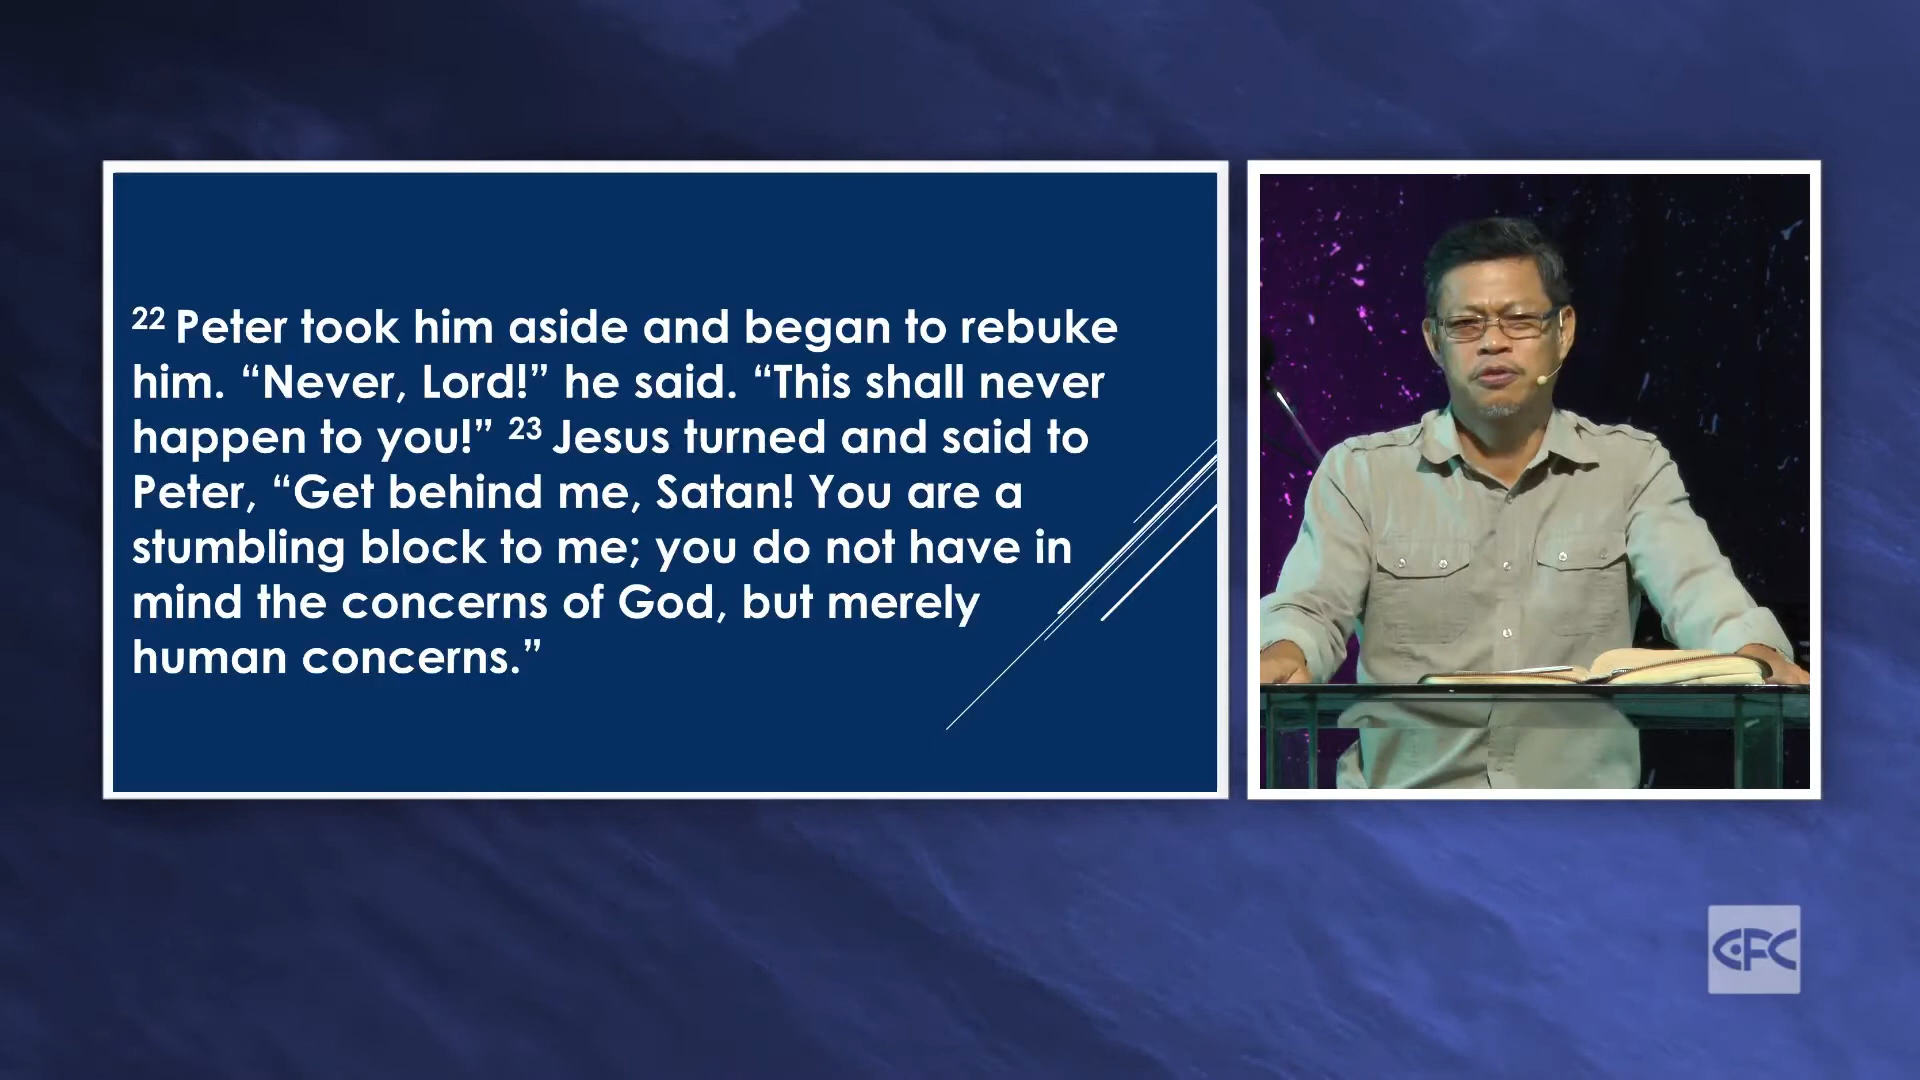 22 Peter took him aside and began to rebuke
him. “Never, Lord!” he said. “This shall never
happen to you!” 23 Jesus turned and said to
Peter, “Get behind me, Satan! You are a
stumbling block to me; you do not have in
mind the concerns of God, but merely
human concerns.”
CFC